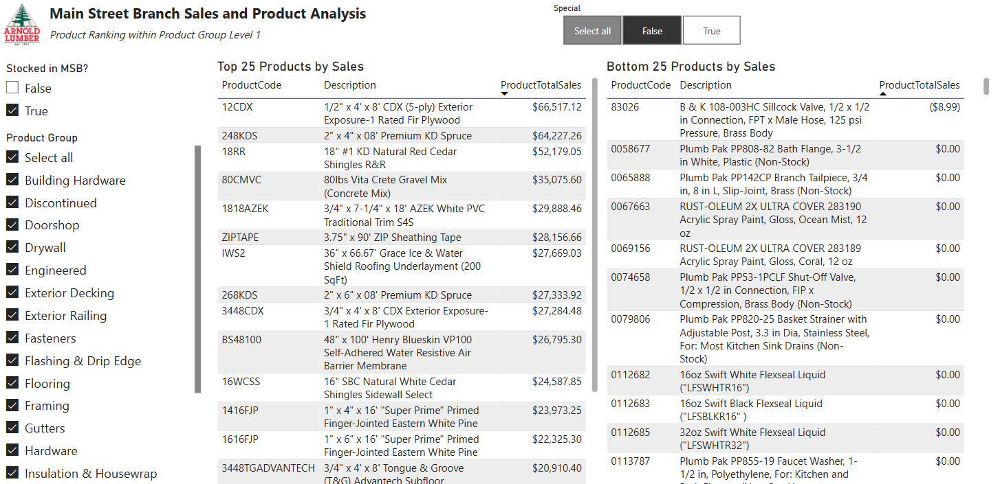 ARNOLD
LUMBER
est. 1911
Main Street Branch Sales and Product Analysis
Product Ranking within Product Group Level 1
Special
Select all
False
True
Stocked in MSB?
False
True
Product Group
Select all
Building Hardware
Discontinued
Doorshop
Drywall
Engineered
Exterior Decking
Exterior Railing
Fasteners
Flashing & Drip Edge
Flooring
Framing
Gutters
Hardware
Insulation & Housewrap
Top 25 Products by Sales
ProductCode Description ProductTotalSales
12CDX 1/2" x 4' x 8' CDX (5-ply) Exterior $66,517.12
Exposure-1 Rated Fir Plywood
248KDS 2" x 4" x 08' Premium KD Spruce $64,227.26
18RR 18" #1 KD Natural Red Cedar $52,179.05
Shingles R&R
80CMVC 80lbs Vita Crete Gravel Mix $35,075.60
(Concrete Mix)
1818AZEK 3/4" x 7-1/4" x 18' AZEK White PVC $29,888.46
Traditional Trim S4S
ZIPTAPE 3.75" x 90' ZIP Sheathing Tape $28,156.66
IWS2 36" x 66.67' Grace Ice & Water $27,669.03
Shield Roofing Underlayment (200
SqFt)
268KDS 2" x 6" x 08' Premium KD Spruce $27,333.92
3448CDX 3/4" x 4' x 8' CDX Exterior Exposure- $27,284.48
1 Rated Fir Plywood
BS48100 48" x 100' Henry Blueskin VP100 $26,795.30
Self-Adhered Water Resistive Air
Barrier Membrane
16WCSS 16" SBC Natural White Cedar $24,587.85
Shingles Sidewall Select
1416FJP 1" x 4" x 16' "Super Prime" Primed $23,973.25
Finger-Jointed Eastern White Pine
1616FJP 1" x 6" x 16' "Super Prime" Primed $22,325.30
Finger-Jointed Eastern White Pine
3448TGADVANTECH 3/4" x 4' x 8' Tongue & Groove $20,910.40
(T&G) Advantech Subfloor
Bottom 25 Products by Sales
ProductCode Description ProductTotalSales
83026 B & K 108-003HC Sillcock Valve, 1/2 x 1/2 ($8.99)
in Connection, FPT x Male Hose, 125 psi
Pressure, Brass Body
0058677 Plumb Pak PP808-82 Bath Flange, 3-1/2 $0.00
in White, Plastic (Non-Stock)
0065888 Plumb Pak PP142CP Branch Tailpiece, 3/4 $0.00
in, 8 in L, Slip-Joint, Brass (Non-Stock)
0067663 RUST-OLEUM 2X ULTRA COVER 283190 $0.00
Acrylic Spray Paint, Gloss, Ocean Mist, 12
oz
0069156 RUST-OLEUM 2X ULTRA COVER 283189 $0.00
Acrylic Spray Paint, Gloss, Coral, 12 oz
0074658 Plumb Pak PP53-1PCLF Shut-Off Valve, $0.00
1/2 x 1/2 in Connection, FIP x
Compression, Brass Body (Non-Stock)
0079806 Plumb Pak PP820-25 Basket Strainer with $0.00
Adjustable Post, 3.3 in Dia, Stainless Steel,
For: Most Kitchen Sink Drains (Non-
Stock)
0112682 16oz Swift White Flexseal Liquid $0.00
("LFSWHTR16")
0112683 16oz Swift Black Flexseal Liquid $0.00
("LFSBLKR16" )
0112685 32oz Swift White Flexseal Liquid $0.00
("LFSWHTR32")
0113787 Plumb Pak PP855-19 Faucet Washer, 1- $0.00
1/2 in, Polyethylene, For: Kitchen and